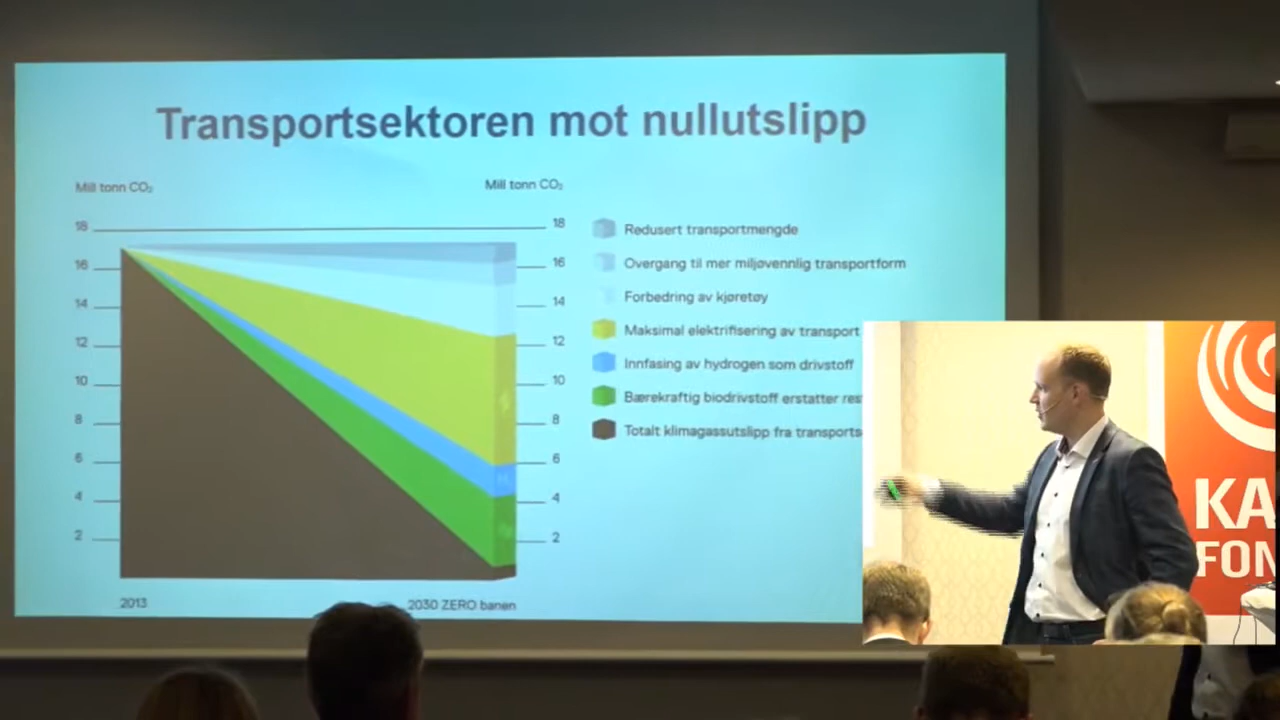 Transportsektoren mot nullutslipp
Mill tonn CO₂
Mill tonn CO₂
18
16
14
12
10
8
6
4
2
18
16
14
12
10
8
6
4
2
2013
2030 ZERO banen
Redusert transportmengde
Overgang til mer miljøvennlig transportform
Forbedring av kjøretøy
Maksimal elektrifisering av transport
Innfasing av hydrogen som drivstoff
Bærekraftig biodrivstoff erstatter res
Totalt klimagassutslipp fra transports
KA
FON